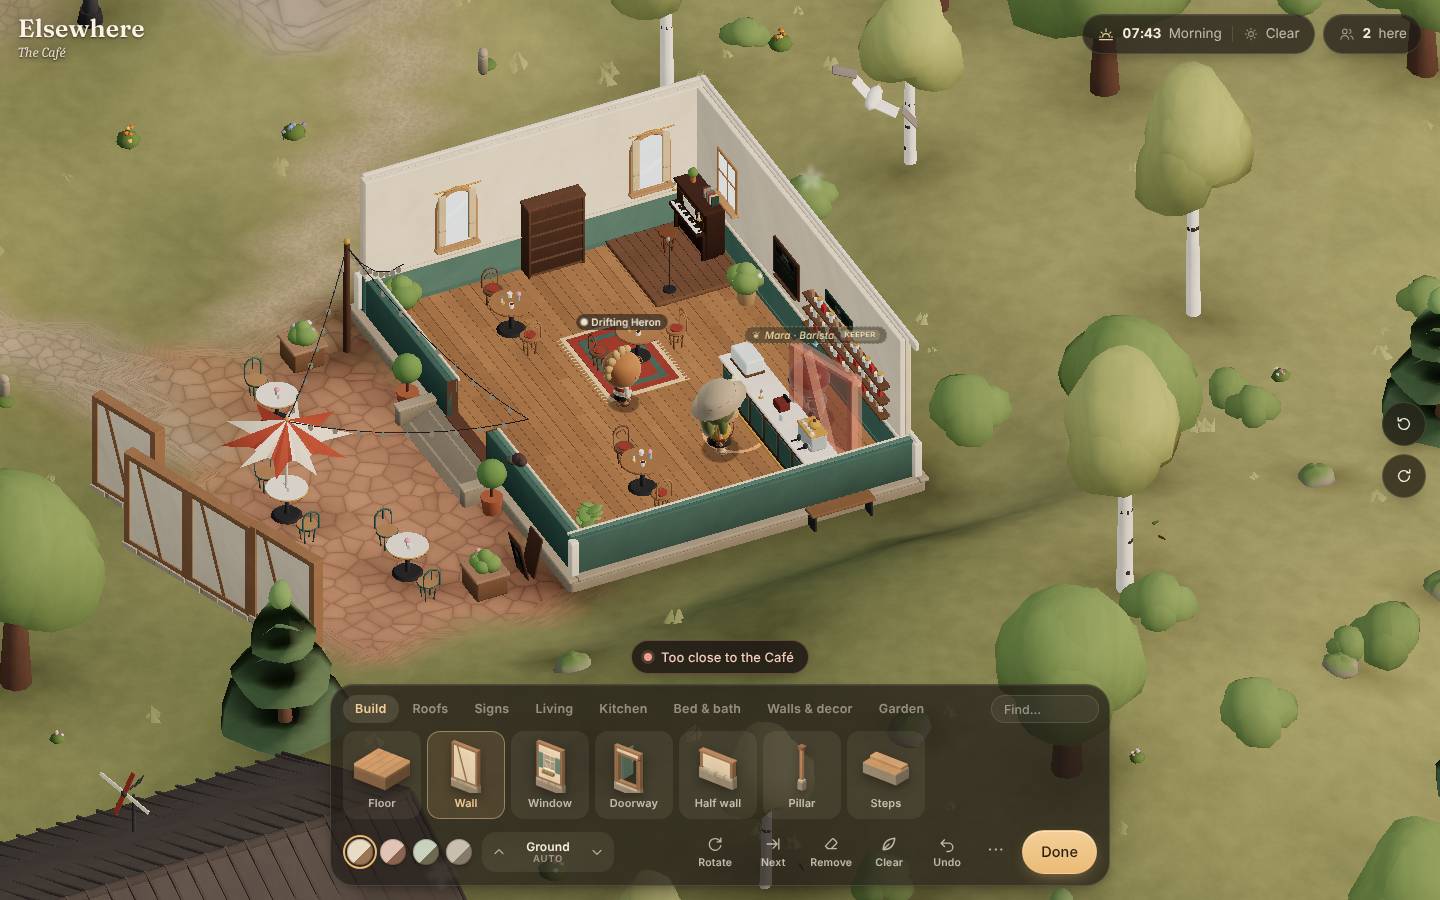 Elsewhere
The Café
07:43 Morning Clear
2 here
Drifting Heron
Mara · Barista KEEPER
Too close to the Café
Build Roofs Signs Living Kitchen Bed & bath Walls & decor Garden Find...
Floor Wall Window Doorway Half wall Pillar Steps
Ground
AUTO
Rotate Next Remove Clear Undo ... Done